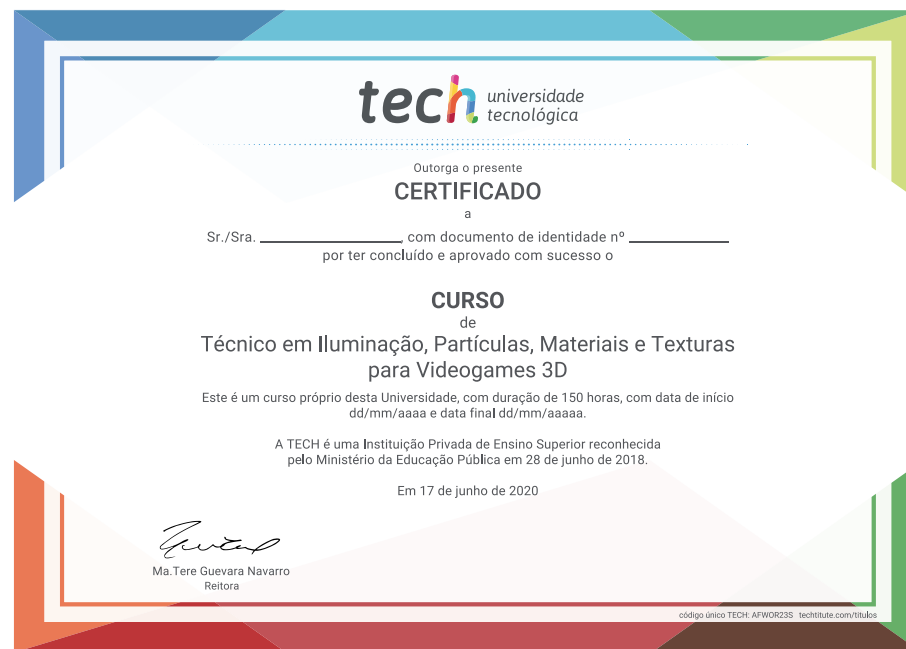 tech universidade
tecnológica
Outorga o presente
CERTIFICADO
a
Sr./Sra. ____________, com documento de identidade nº ____________
por ter concluído e aprovado com sucesso o
CURSO
de
Técnico em Iluminação, Partículas, Materiais e Texturas
para Videogames 3D
Este é um curso próprio desta Universidade, com duração de 150 horas, com data de início
dd/mm/aaaa e data final dd/mm/aaaaa.
A TECH é uma Instituição Privada de Ensino Superior reconhecida
pelo Ministério da Educação Pública em 28 de junho de 2018.
Em 17 de junho de 2020
Ma.Tere Guevara Navarro
Reitora
código único TECH: AFWOR23S techtitute.com/titulos